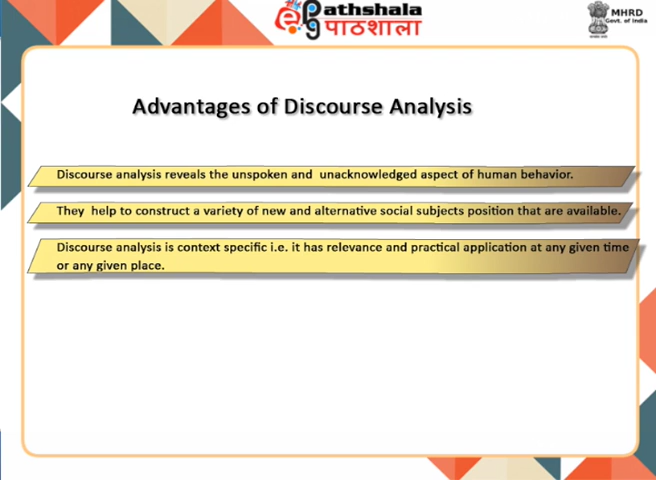 ePG Pathshala
पाठशाला
MHRD
Govt. of India
Advantages of Discourse Analysis
Discourse analysis reveals the unspoken and unacknowledged aspect of human behavior.
They help to construct a variety of new and alternative social subjects position that are available.
Discourse analysis is context specific i.e. it has relevance and practical application at any given time
or any given place.